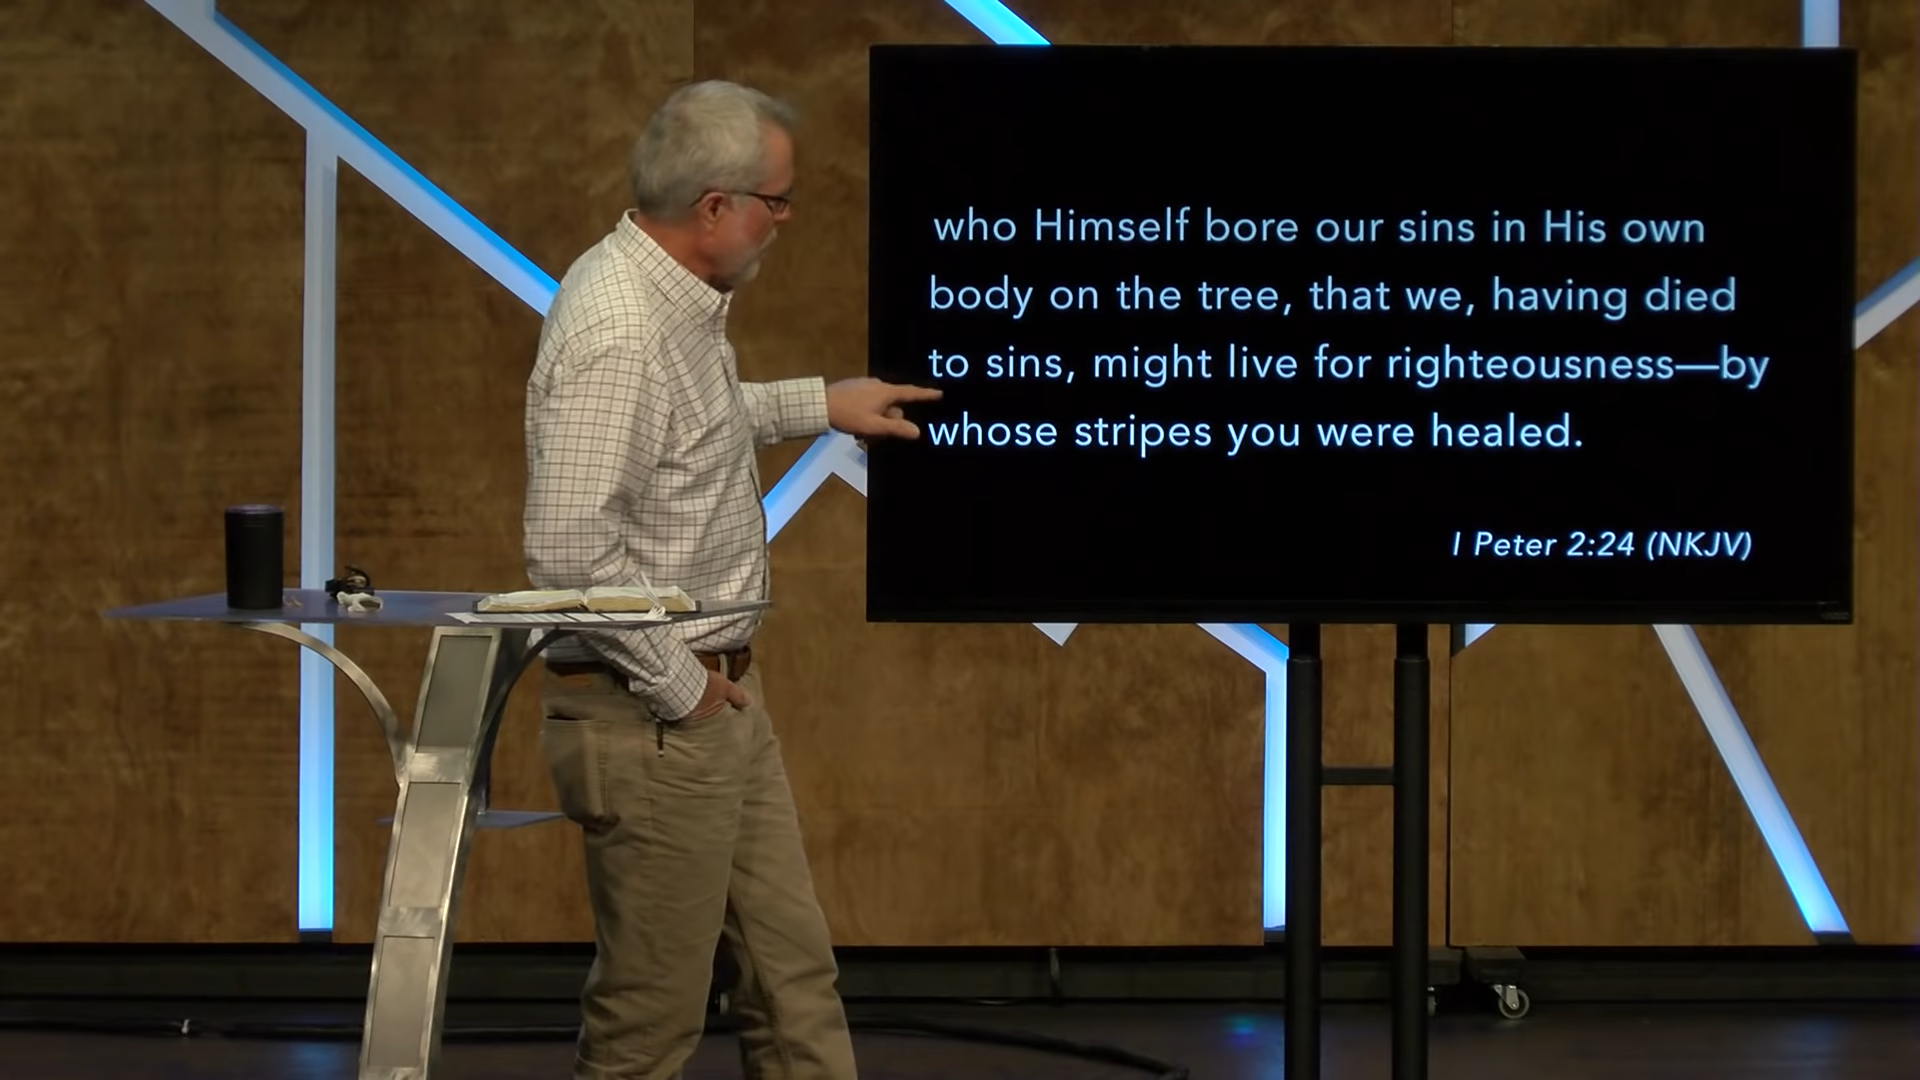 who Himself bore our sins in His own
body on the tree, that we, having died
to sins, might live for righteousness—by
whose stripes you were healed.
I Peter 2:24 (NKJV)